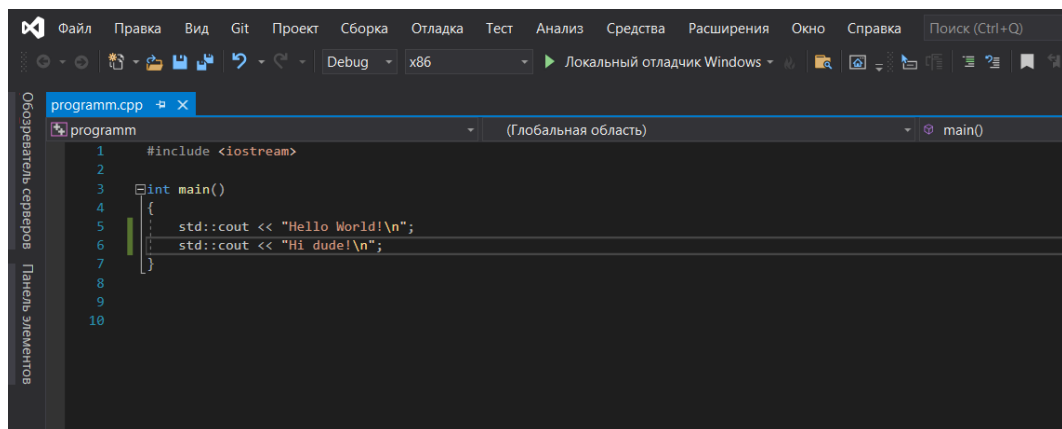 Файл Правка Вид Git Проект Сборка Отладка Тест Анализ Средства Расширения Окно Справка Поиск (Ctrl+Q)
Debug x86 Локальный отладчик Windows
Обозреватель серверов
Панель элементов
programm.cpp
programm (Глобальная область) main()
1 #include <iostream>
2
3 int main()
4 {
5 std::cout << "Hello World!\n";
6 std::cout << "Hi dude!\n";
7 }
8
9
10